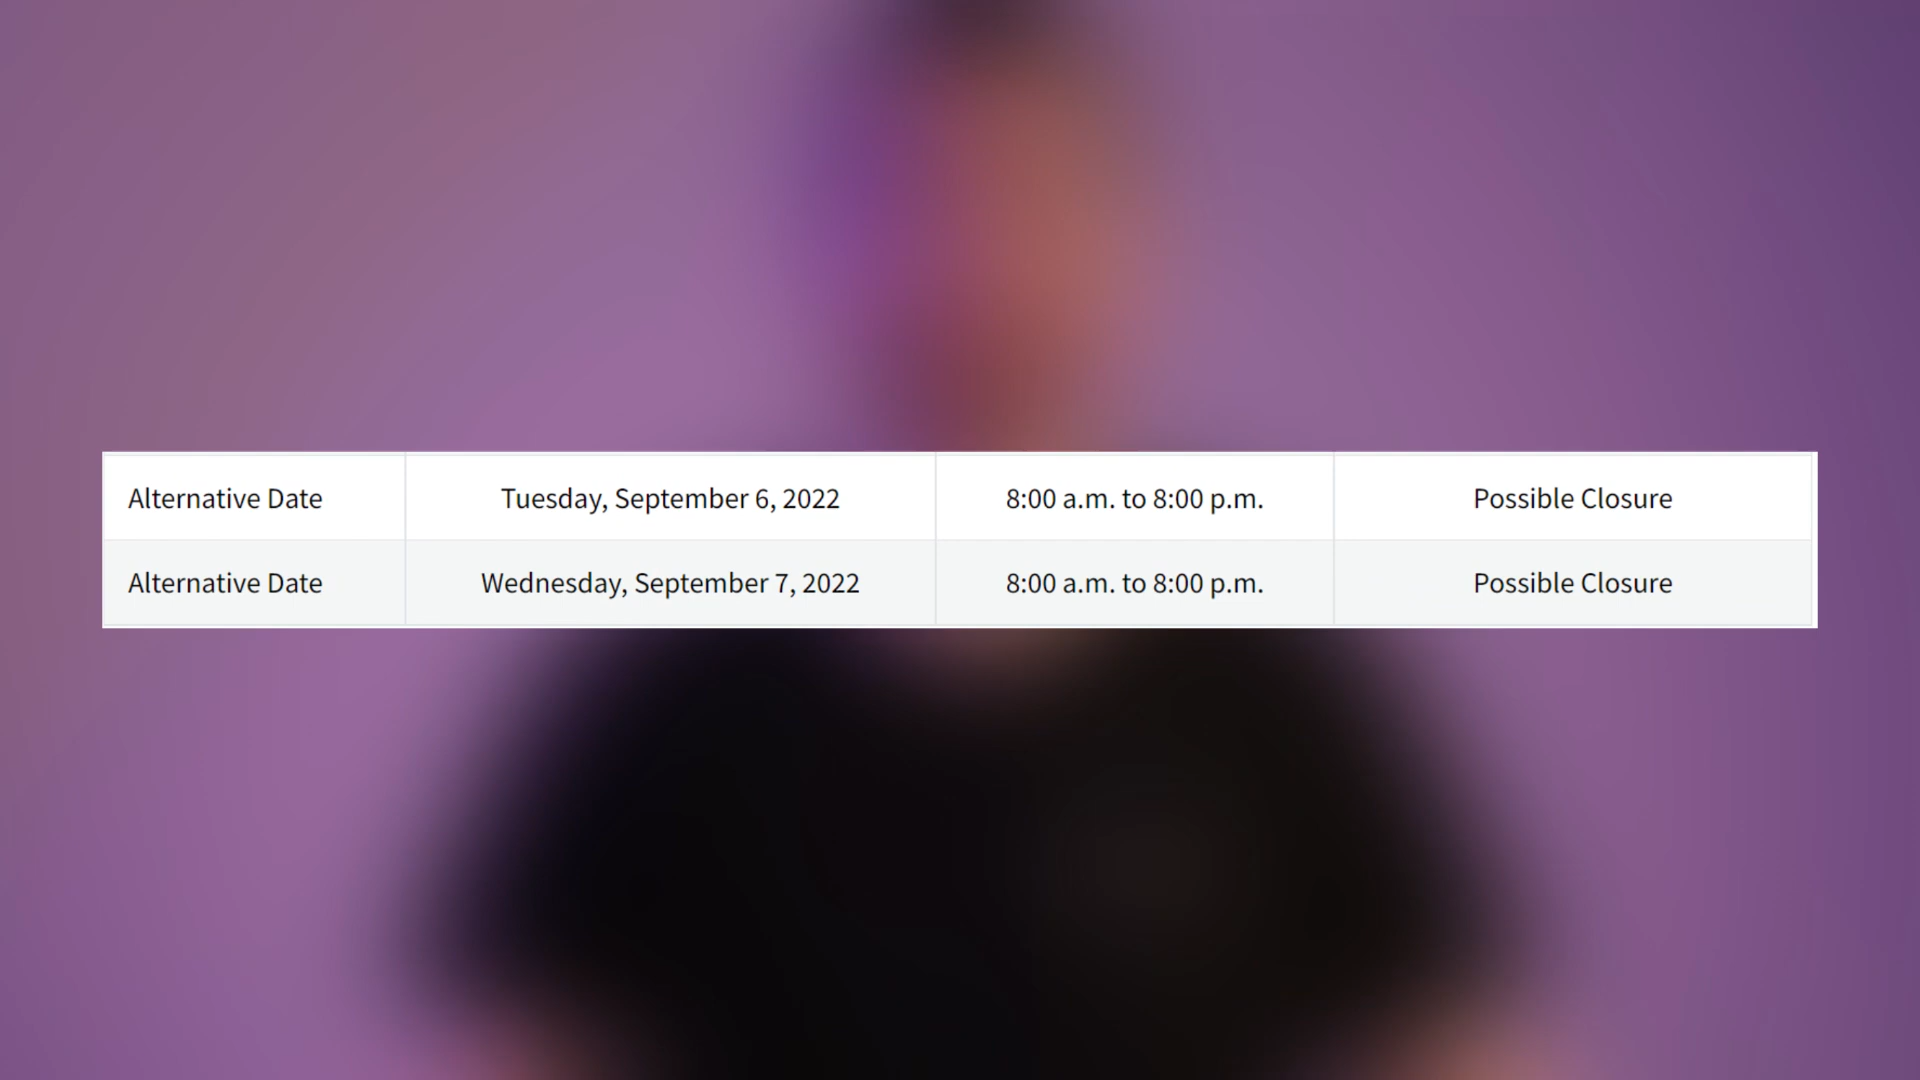 Alternative Date Tuesday, September 6, 2022 8:00 a.m. to 8:00 p.m. Possible Closure
Alternative Date Wednesday, September 7, 2022 8:00 a.m. to 8:00 p.m. Possible Closure